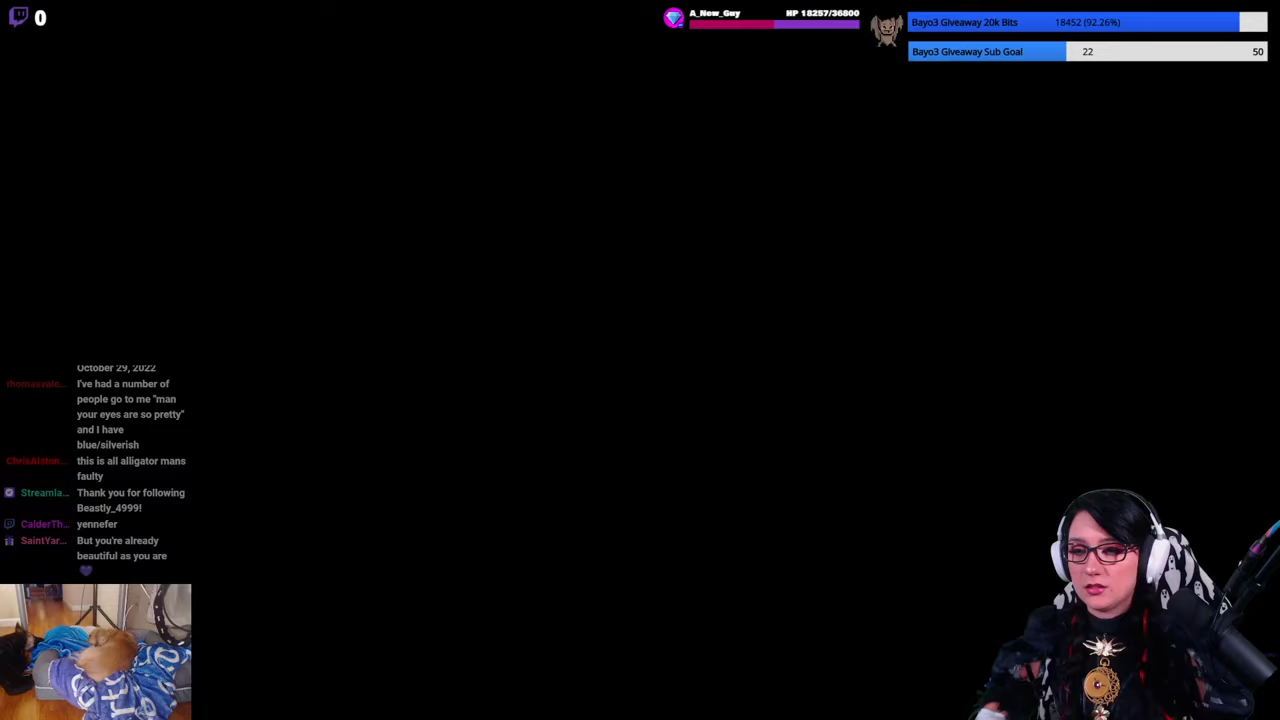 0
A_New_Guy HP 18257/36800
Bayo3 Giveaway 20k Bits 18452 (92.26%)
Bayo3 Giveaway Sub Goal 22 50
October 29, 2022
thomasvale... I've had a number of
people go to me "man
your eyes are so pretty"
and I have
blue/silverish
ChrisAlston... this is all alligator mans
faulty
Streamla... Thank you for following
Beastly_4999!
CalderTh... yennefer
SaintYar... But you're already
beautiful as you are